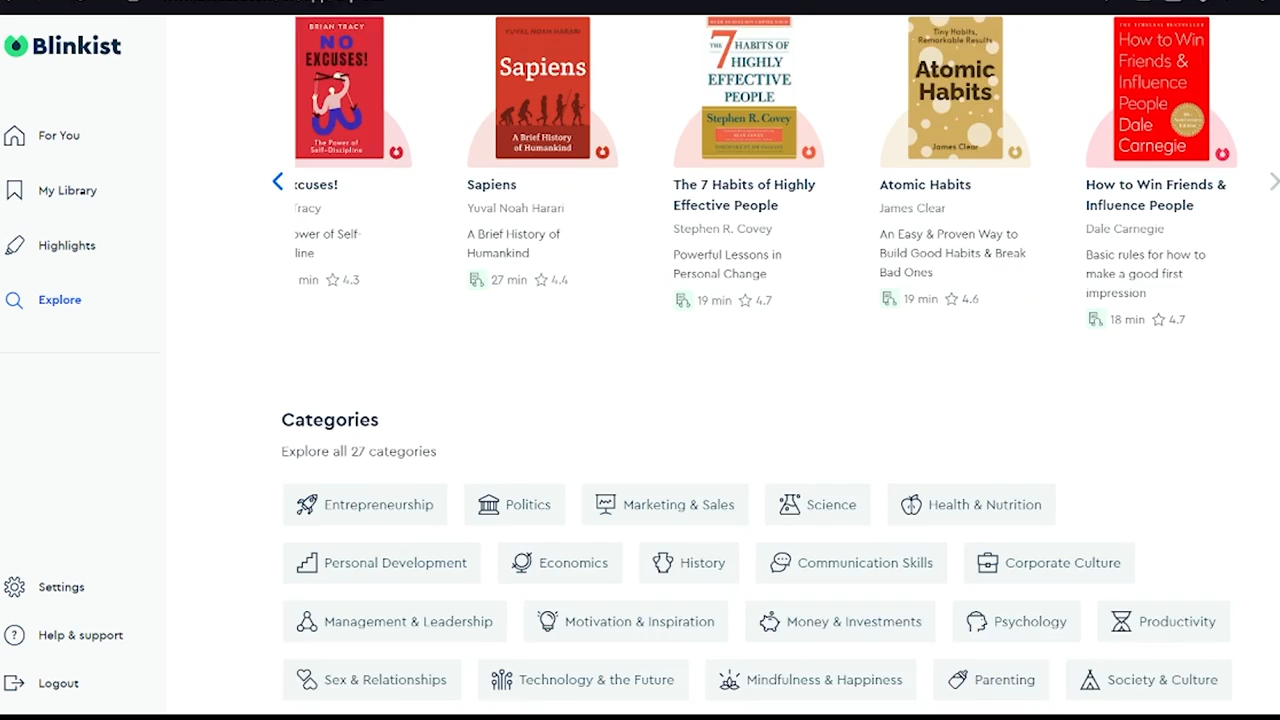 Blinkist
For You
My Library
Highlights
Explore
Settings
Help & support
Logout
BRIAN TRACY
NO
EXCUSES!
The Power of
Self-Discipline
xcuses!
racy
ower of Self-
line
min 4.3
YUVAL NOAH HARARI
Sapiens
A Brief History
of Humankind
Sapiens
Yuval Noah Harari
A Brief History of
Humankind
27 min 4.4
THE 7 HABITS OF
HIGHLY
EFFECTIVE
PEOPLE
Stephen R. Covey
The 7 Habits of Highly
Effective People
Stephen R. Covey
Powerful Lessons in
Personal Change
19 min 4.7
Tiny Habits,
Remarkable Results
Atomic
Habits
James Clear
Atomic Habits
James Clear
An Easy & Proven Way to
Build Good Habits & Break
Bad Ones
19 min 4.6
How to Win
Friends &
Influence
People
Dale
Carnegie
How to Win Friends &
Influence People
Dale Carnegie
Basic rules for how to
make a good first
impression
18 min 4.7
Categories
Explore all 27 categories
Entrepreneurship
Politics
Marketing & Sales
Science
Health & Nutrition
Personal Development
Economics
History
Communication Skills
Corporate Culture
Management & Leadership
Motivation & Inspiration
Money & Investments
Psychology
Productivity
Sex & Relationships
Technology & the Future
Mindfulness & Happiness
Parenting
Society & Culture